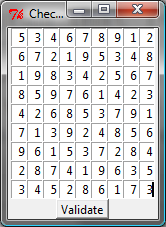 Chec...
5 3 4 6 7 8 9 1 2
6 7 2 1 9 5 3 4 8
1 9 8 3 4 2 5 6 7
8 5 9 7 6 1 4 2 3
4 2 6 8 5 3 7 9 1
7 1 3 9 2 4 8 5 6
9 6 1 5 3 7 2 8 4
2 8 7 4 1 9 6 3 5
3 4 5 2 8 6 1 7 3
Validate